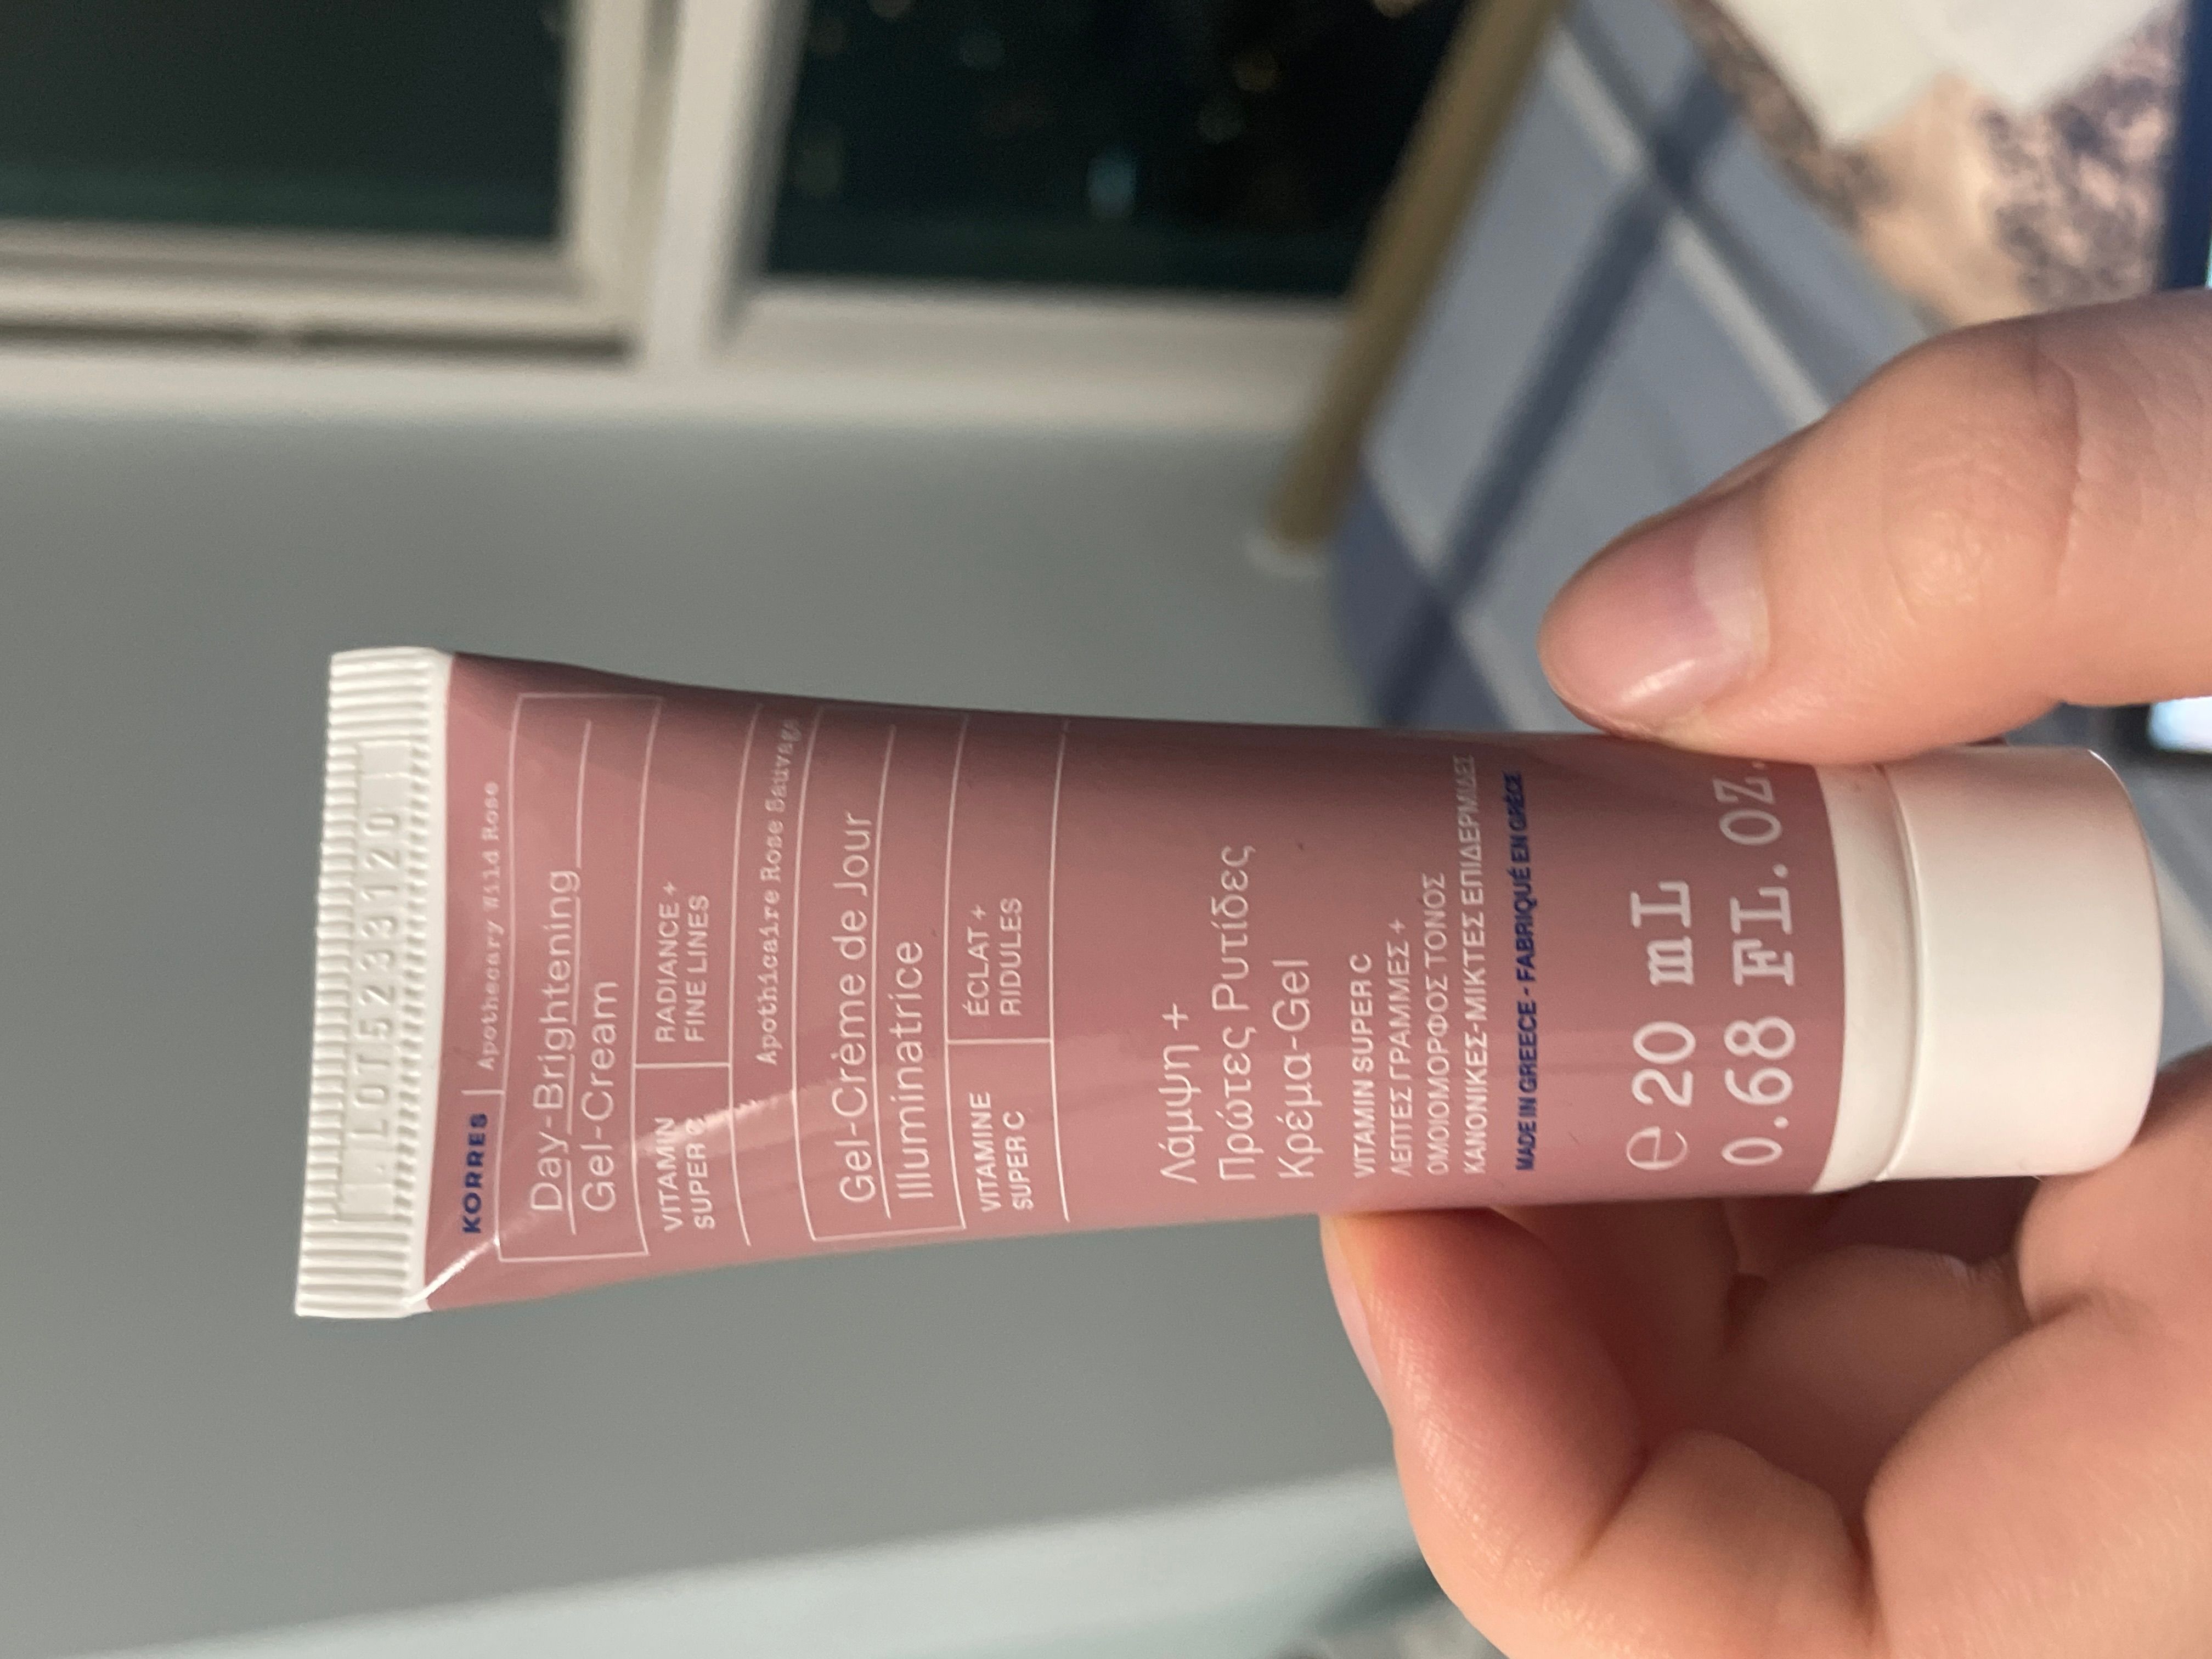 LOT5233120
KORRES Apothecary Wild Rose
Day-Brightening
Gel-Cream
VITAMIN
SUPER C
RADIANCE +
FINE LINES
Apothicaire Rose Sauvage
Gel-Crème de Jour
Illuminatrice
VITAMINE
SUPER C
ÉCLAT +
RIDULES
Λάμψη +
Πρώτες Ρυτίδες
Κρέμα-Gel
VITAMIN SUPER C
ΛΕΠΤΕΣ ΓΡΑΜΜΕΣ +
ΟΜΟΙΟΜΟΡΦΟΣ ΤΟΝΟΣ
ΚΑΝΟΝΙΚΕΣ-ΜΙΚΤΕΣ ΕΠΙΔΕΡΜΙΔΕΣ
MADE IN GREECE - FABRIQUÉ EN GRÈCE
e 20 mL
0.68 FL. OZ.